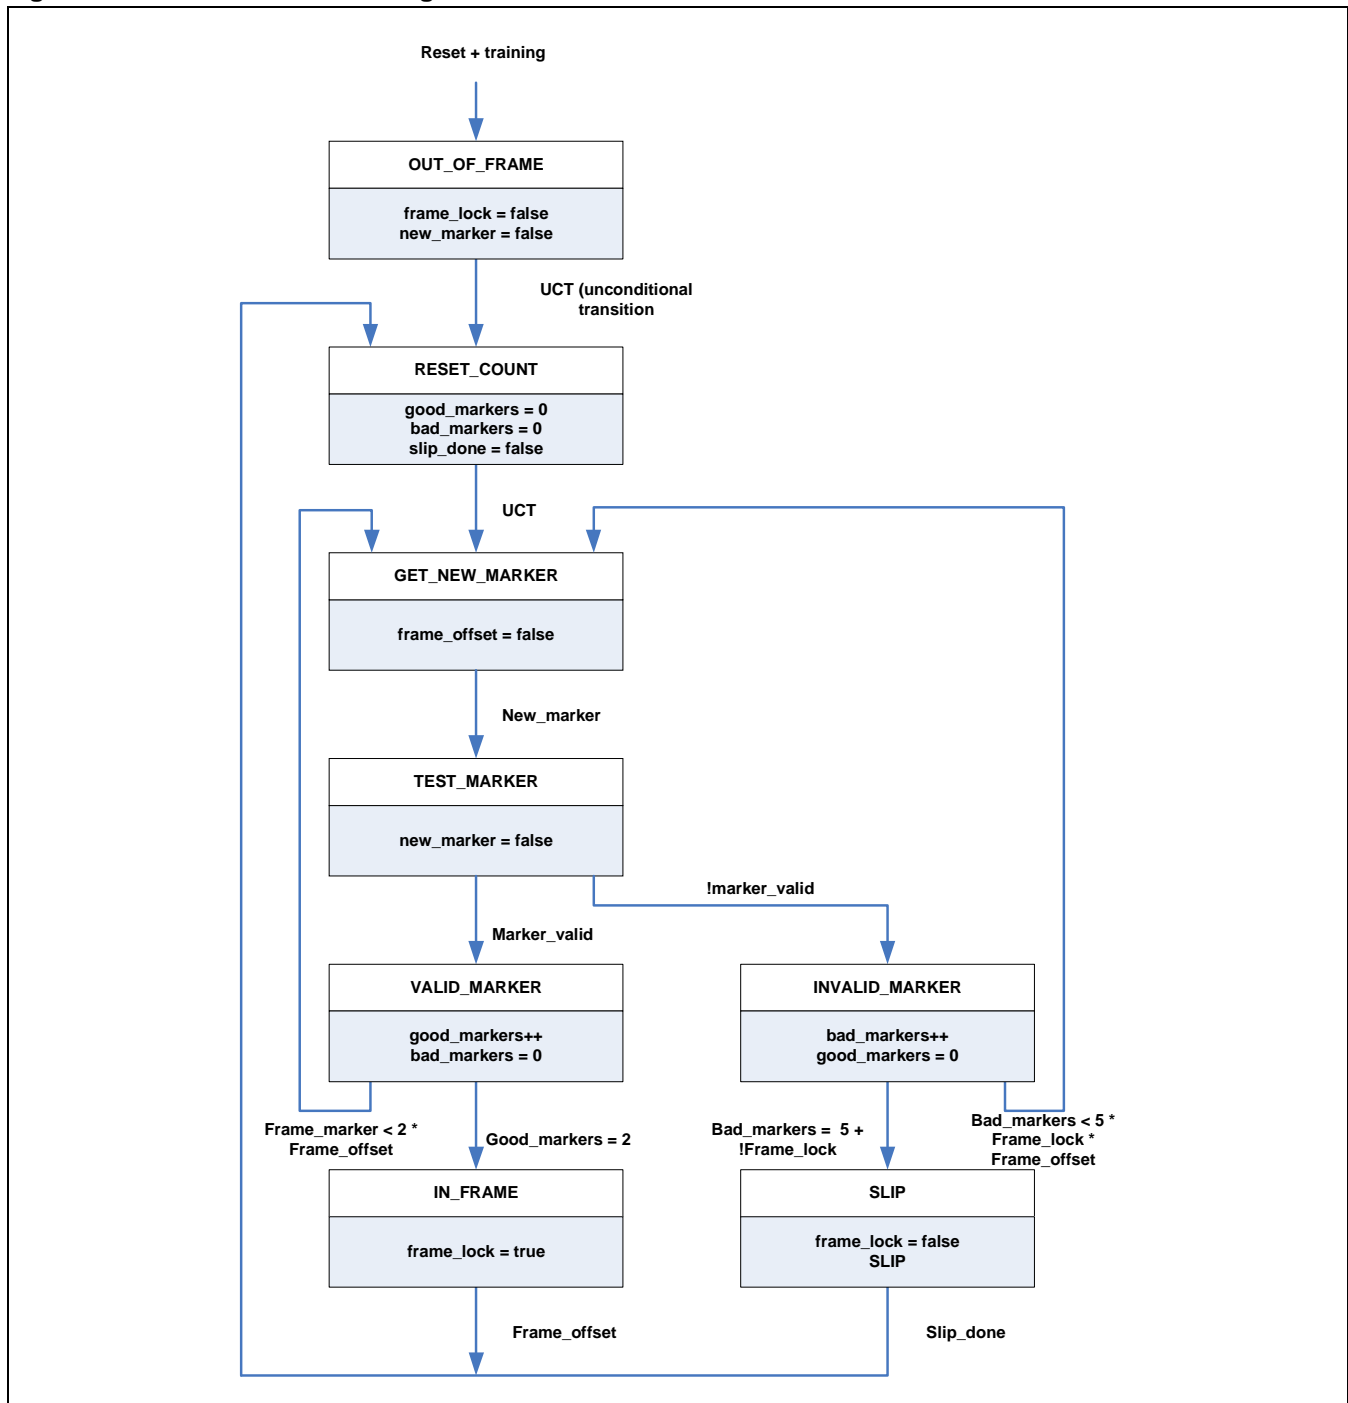 Reset + training
OUT_OF_FRAME
frame_lock = false
new_marker = false
UCT (unconditional
transition
RESET_COUNT
good_markers = 0
bad_markers = 0
slip_done = false
UCT
GET_NEW_MARKER
frame_offset = false
New_marker
TEST_MARKER
new_marker = false
!marker_valid
Marker_valid
VALID_MARKER
good_markers++
bad_markers = 0
INVALID_MARKER
bad_markers++
good_markers = 0
Frame_marker < 2 *
Frame_offset
Good_markers = 2
Bad_markers =  5 +
!Frame_lock
Bad_markers < 5 *
Frame_lock *
Frame_offset
IN_FRAME
frame_lock = true
SLIP
frame_lock = false
SLIP
Frame_offset
Slip_done